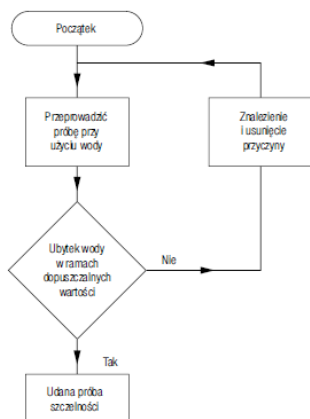 Początek
Przeprowadzić
próbę przy
użyciu wody
Znalezienie
i usunięcie
przyczyny
Ubytek wody
w ramach
dopuszczalnych
wartości
Nie
Tak
Udana próba
szczelności